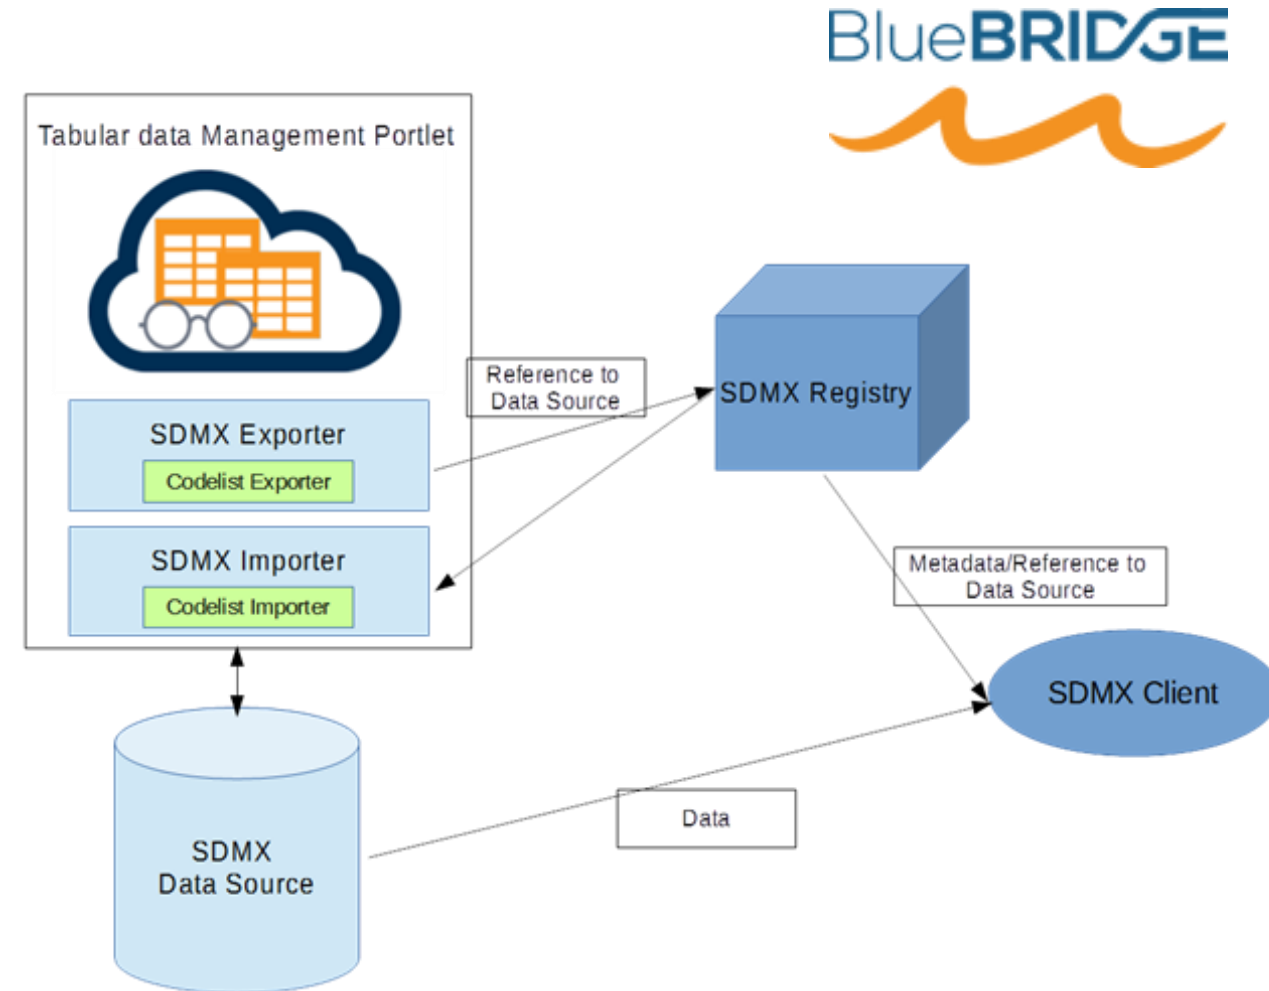 BlueBRIDGE
Tabular data Management Portlet
SDMX Exporter
Codelist Exporter
SDMX Importer
Codelist Importer
Reference to
Data Source
SDMX Registry
Metadata/Reference to
Data Source
SDMX Client
Data
SDMX
Data Source